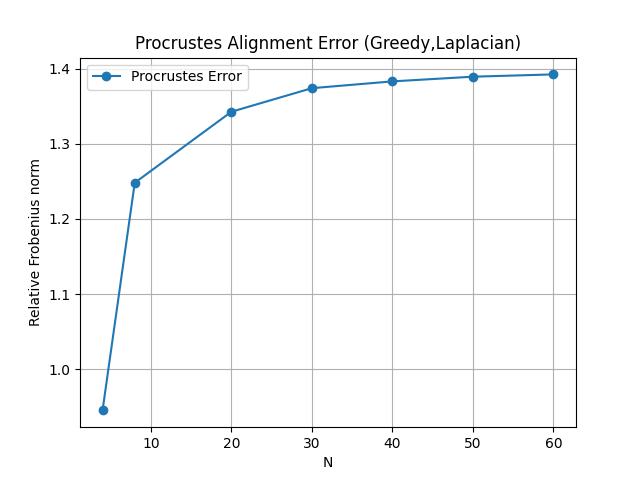 Procrustes Alignment Error (Greedy,Laplacian)
Procrustes Error
Relative Frobenius norm
1.4
1.3
1.2
1.1
1.0
10 20 30 40 50 60
N